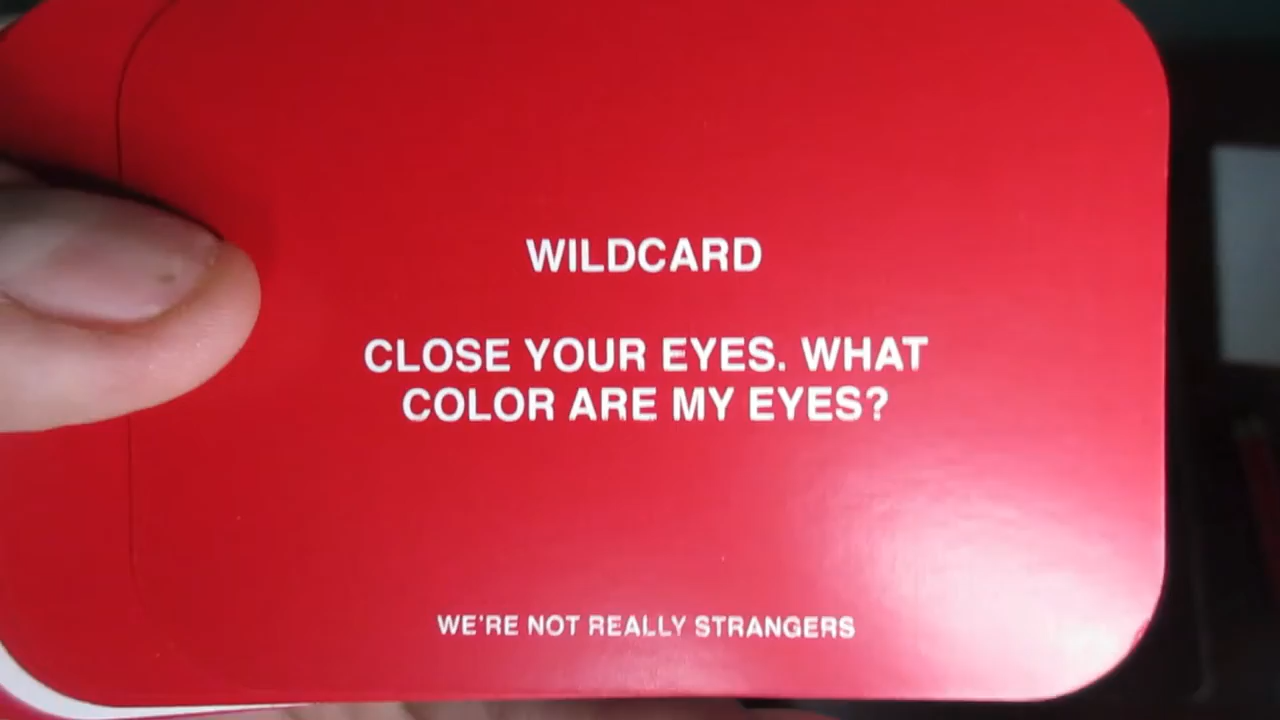 WILDCARD
CLOSE YOUR EYES. WHAT
COLOR ARE MY EYES?
WE'RE NOT REALLY STRANGERS